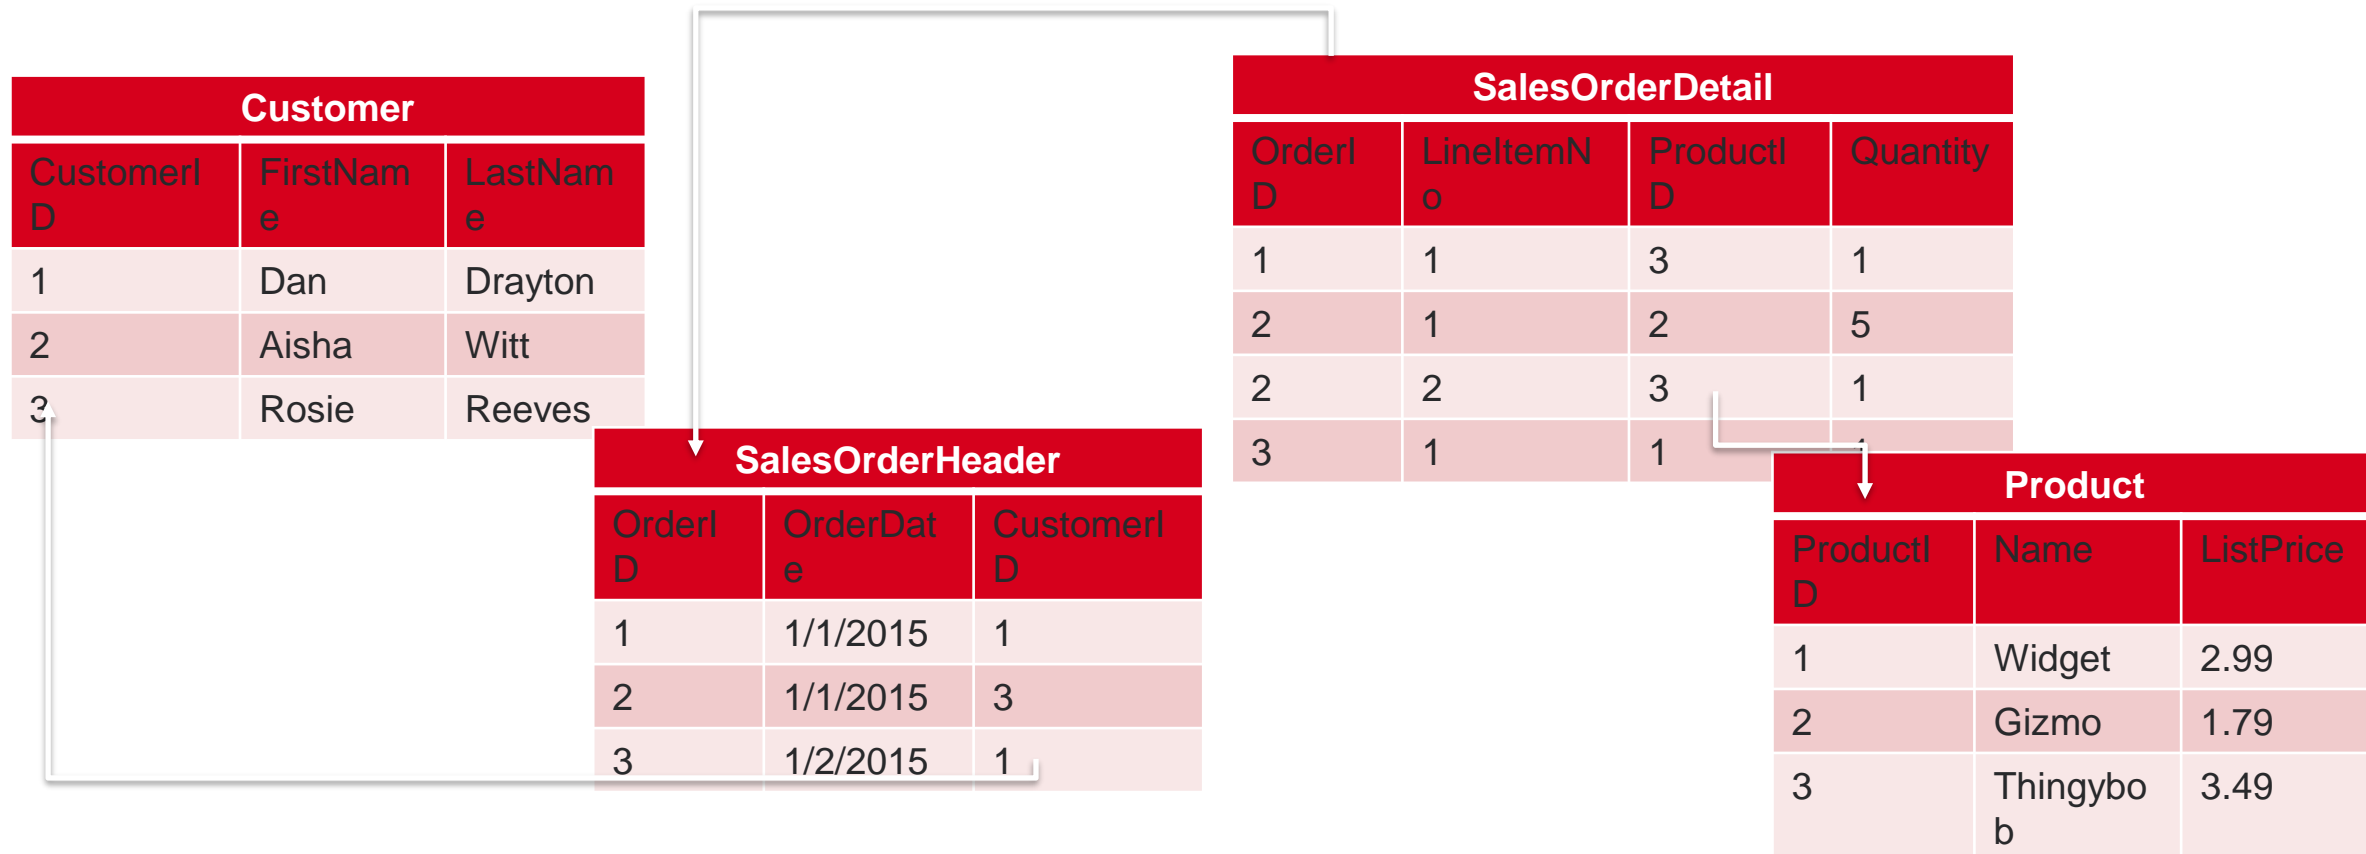 Customer
CustomerI
D
FirstNam
e
LastNam
e
1 Dan Drayton
2 Aisha Witt
3 Rosie Reeves
SalesOrderHeader
OrderI
D
OrderDat
e
CustomerI
D
1 1/1/2015 1
2 1/1/2015 3
3 1/2/2015 1
SalesOrderDetail
OrderI
D
LineItemN
o
ProductI
D
Quantity
1 1 3 1
2 1 2 5
2 2 3 1
3 1 1
Product
ProductI
D
Name
ListPrice
1 Widget 2.99
2 Gizmo 1.79
3 Thingybo
b
3.49